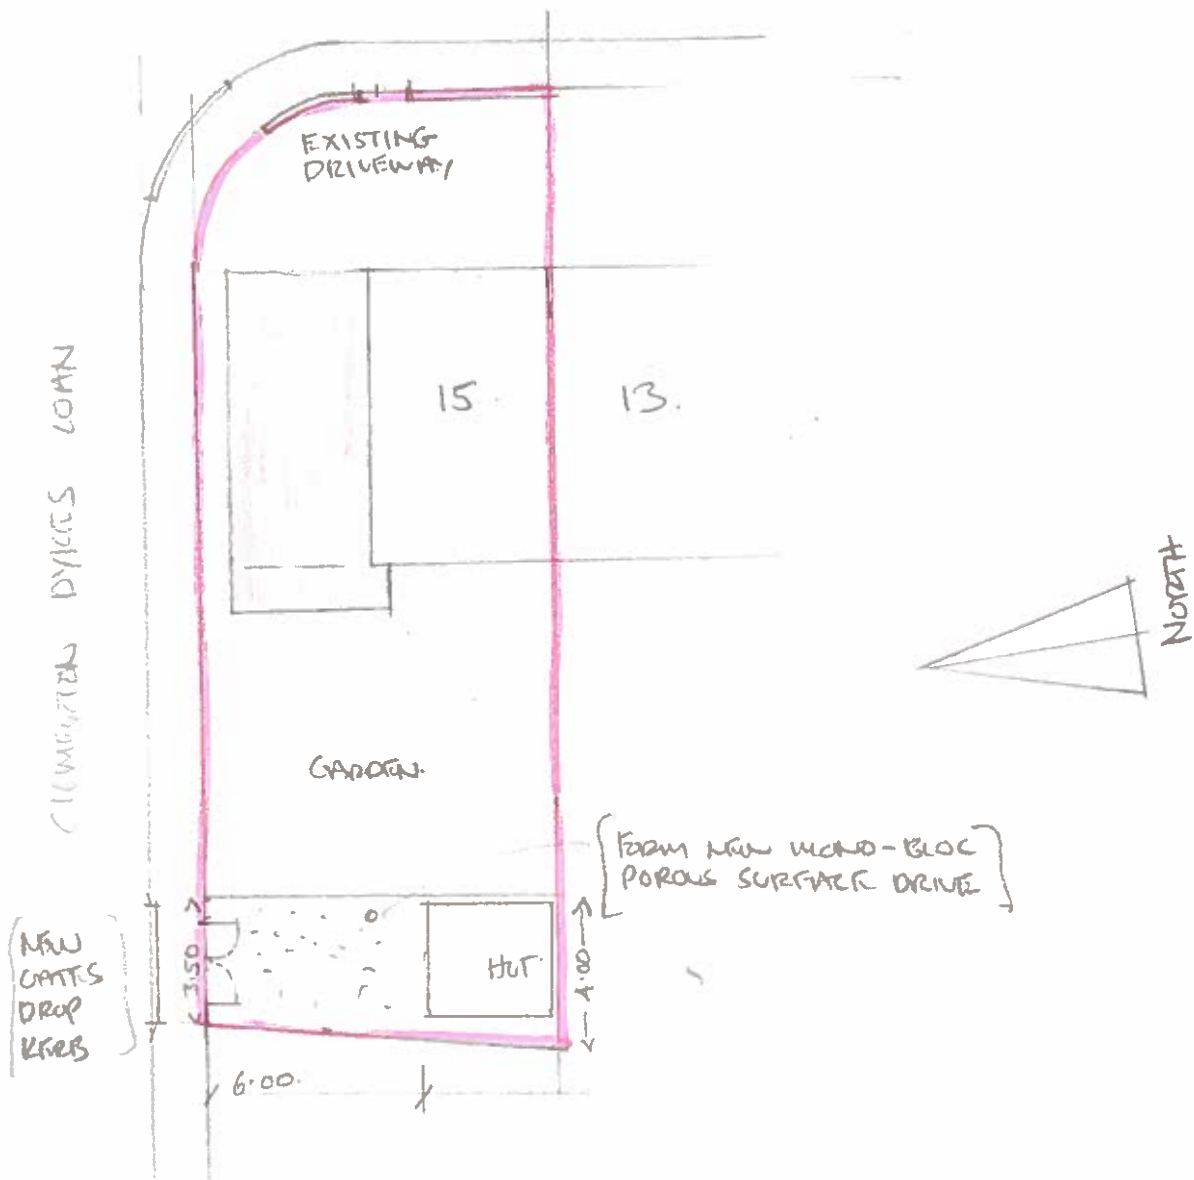 EXISTING
DRIVEWAY
DYKES LOAN
15.
13.
NORTH
GARDEN.
FORM NEW MONO-BLOC
POROUS SURFACE DRIVE
NEW
GATES
DROP
KERB
3.50
HUT
4.00
6.00.